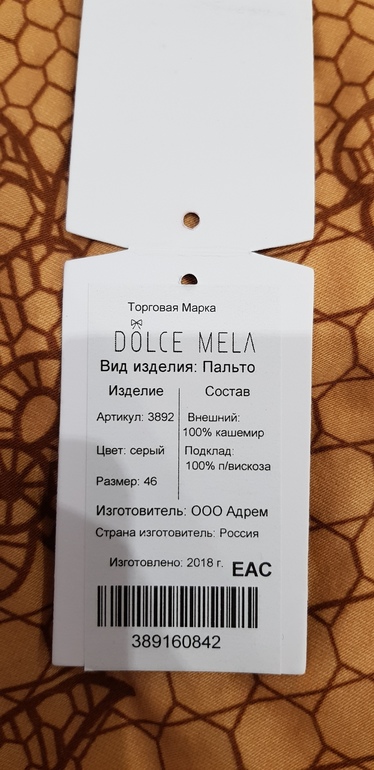 Торговая Марка
DOLCE MELA
Вид изделия: Пальто
Изделие Состав
Артикул: 3892 Внешний:
100% кашемир
Цвет: серый Подклад:
100% п/вискоза
Размер: 46
Изготовитель: ООО Адрем
Страна изготовитель: Россия
Изготовлено: 2018 г. EAC
389160842